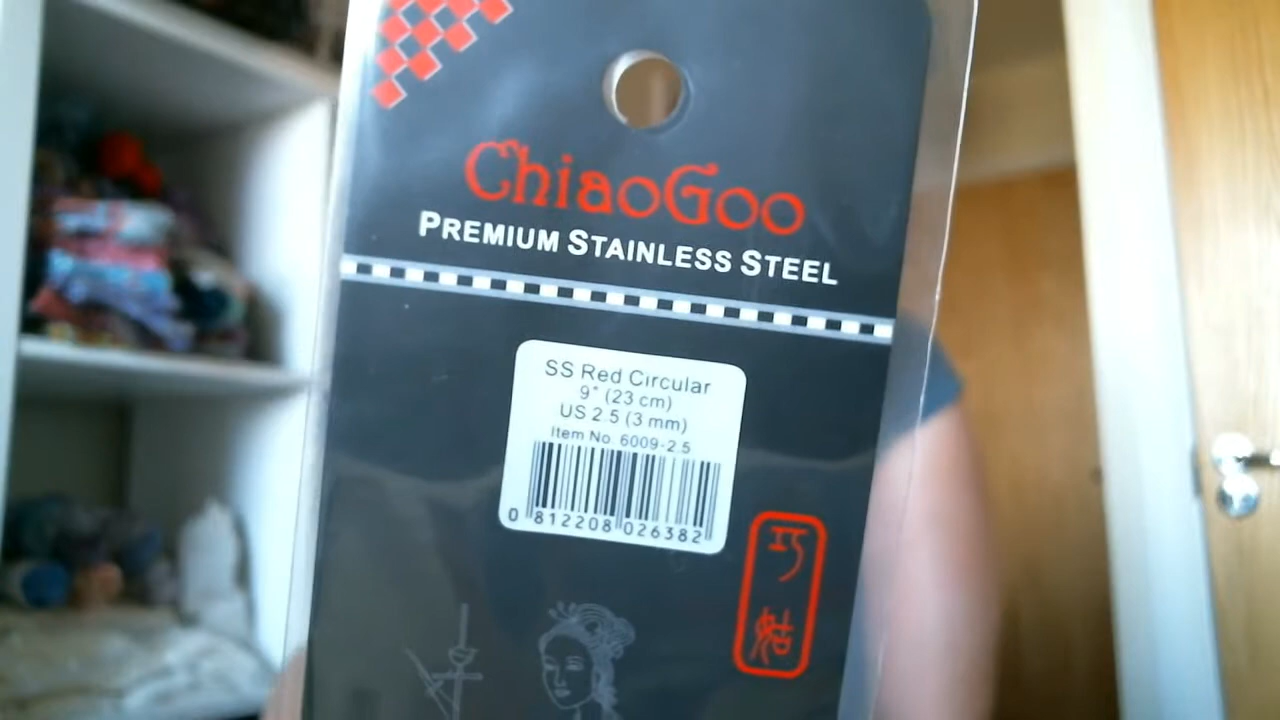 ChiaoGoo
PREMIUM STAINLESS STEEL
SS Red Circular
9" (23 cm)
US 2.5 (3 mm)
Item No. 6009-2.5
0 812208 026382
巧